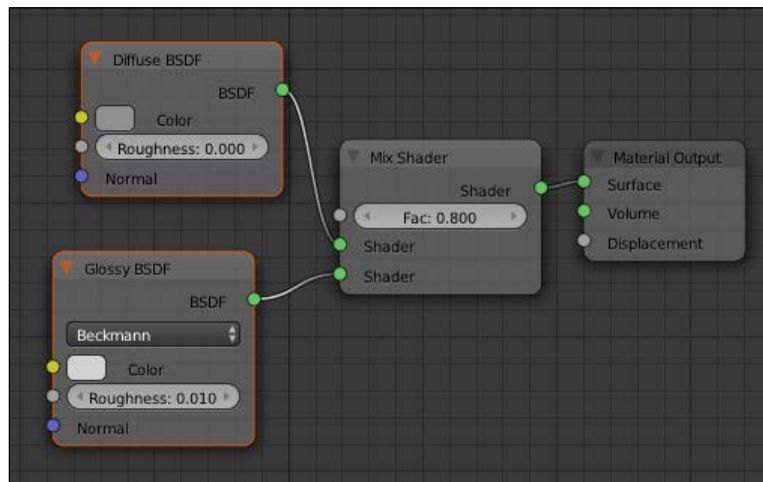 Diffuse BSDF
BSDF
Color
Roughness: 0.000
Normal
Glossy BSDF
BSDF
Beckmann
Color
Roughness: 0.010
Normal
Mix Shader
Shader
Fac: 0.800
Shader
Shader
Material Output
Surface
Volume
Displacement